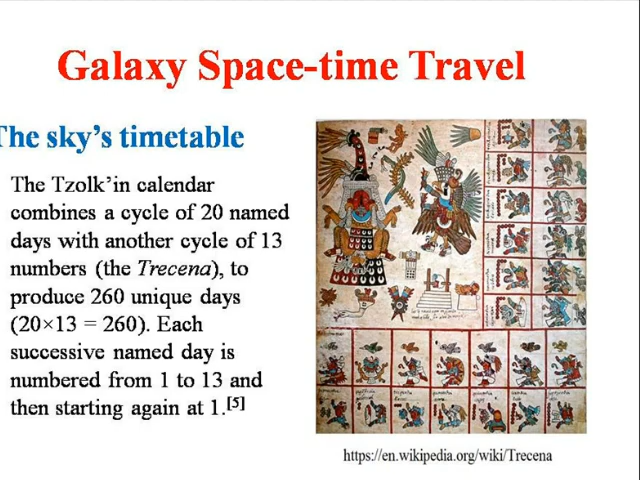 Galaxy Space-time Travel
The sky's timetable
The Tzolk'in calendar
combines a cycle of 20 named
days with another cycle of 13
numbers (the Trecena), to
produce 260 unique days
(20×13 = 260). Each
successive named day is
numbered from 1 to 13 and
then starting again at 1.[5]
https://en.wikipedia.org/wiki/Trecena